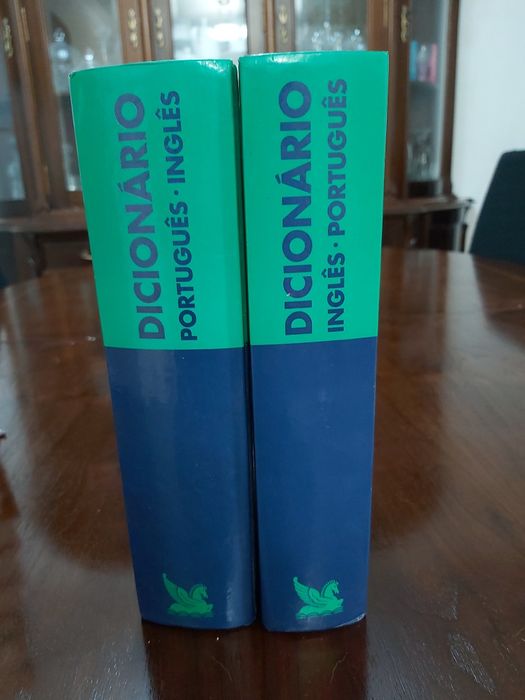 DICIONÁRIO
PORTUGUÊS · INGLÊS
DICIONÁRIO
INGLÊS · PORTUGUÊS